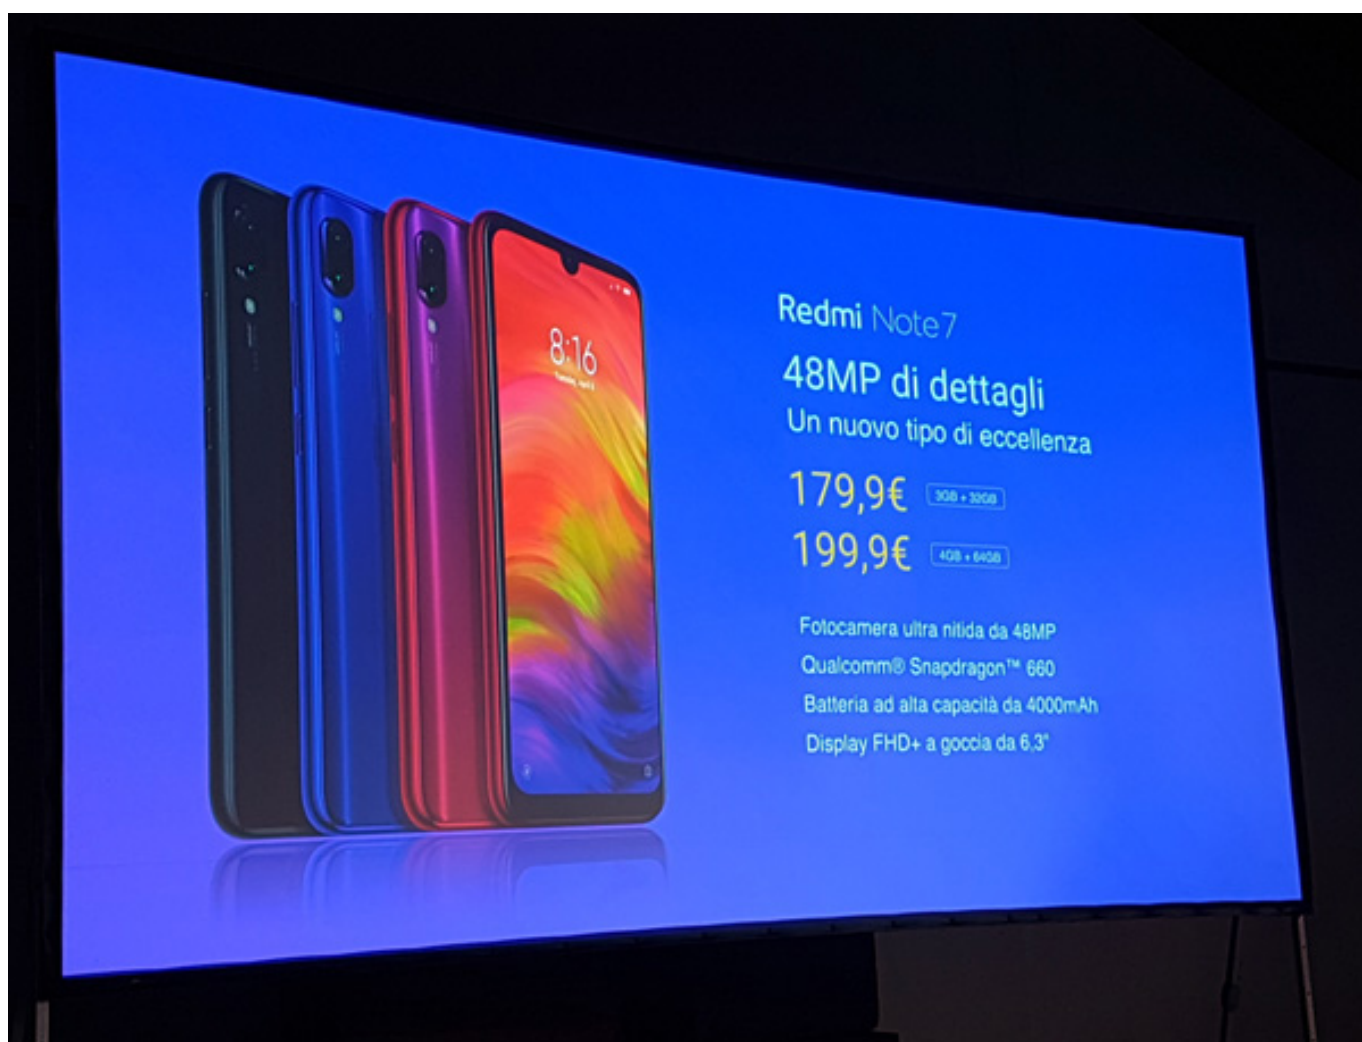 8:16
Redmi Note 7
48MP di dettagli
Un nuovo tipo di eccellenza
179,9€ 3GB + 32GB
199,9€ 4GB + 64GB
Fotocamera ultra nitida da 48MP
Qualcomm® Snapdragon™ 660
Batteria ad alta capacità da 4000mAh
Display FHD+ a goccia da 6,3"